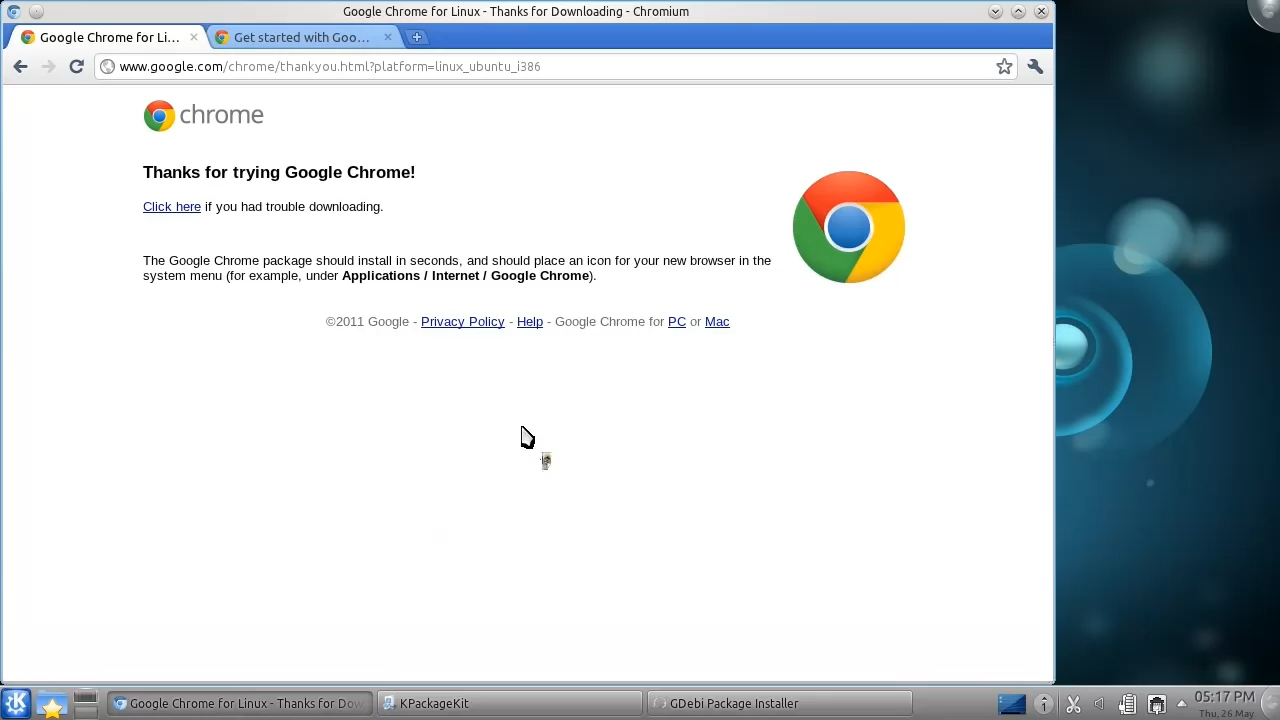 Google Chrome for Linux - Thanks for Downloading - Chromium
Google Chrome for Li...
Get started with Goo...
www.google.com/chrome/thankyou.html?platform=linux_ubuntu_i386
chrome
Thanks for trying Google Chrome!
Click here if you had trouble downloading.
The Google Chrome package should install in seconds, and should place an icon for your new browser in the
system menu (for example, under Applications / Internet / Google Chrome).
©2011 Google - Privacy Policy - Help - Google Chrome for PC or Mac
Google Chrome for Linux - Thanks for Dow
KPackageKit
GDebi Package Installer
05:17 PM
Thu, 26 May